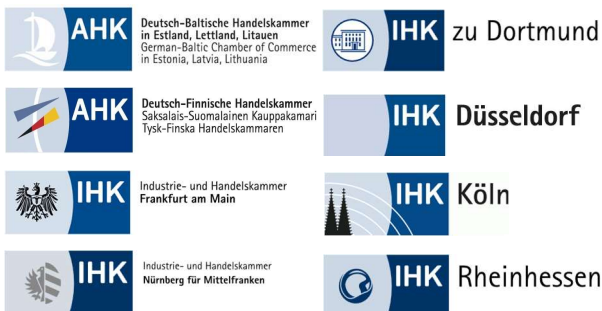 AHK
Deutsch-Baltische Handelskammer
in Estland, Lettland, Litauen
German-Baltic Chamber of Commerce
in Estonia, Latvia, Lithuania
IHK zu Dortmund
AHK
Deutsch-Finnische Handelskammer
Saksalais-Suomalainen Kauppakamari
Tysk-Finska Handelskammaren
IHK Düsseldorf
IHK
Industrie- und Handelskammer
Frankfurt am Main
IHK Köln
IHK
Industrie- und Handelskammer
Nürnberg für Mittelfranken
IHK Rheinhessen